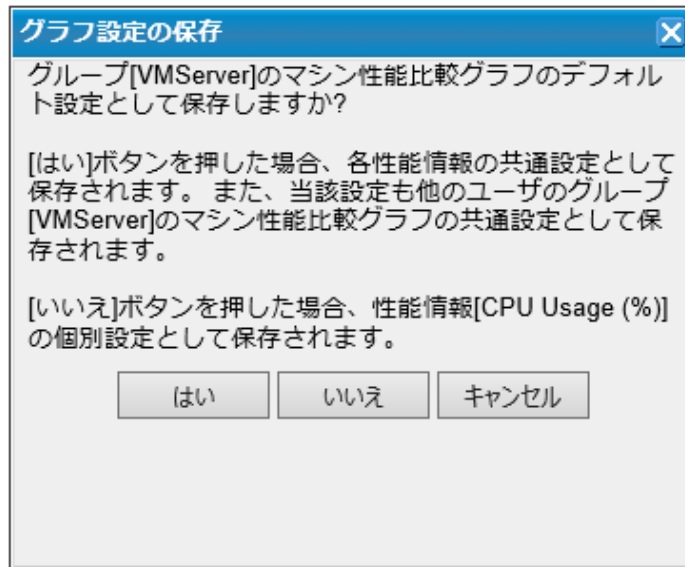 グラフ設定の保存
グループ[VMServer]のマシン性能比較グラフのデフォル
ト設定として保存しますか?
[はい]ボタンを押した場合、各性能情報の共通設定として
保存されます。 また、当該設定も他のユーザのグループ
[VMServer]のマシン性能比較グラフの共通設定として保
存されます。
[いいえ]ボタンを押した場合、性能情報[CPU Usage (%)]
の個別設定として保存されます。
はい いいえ キャンセル